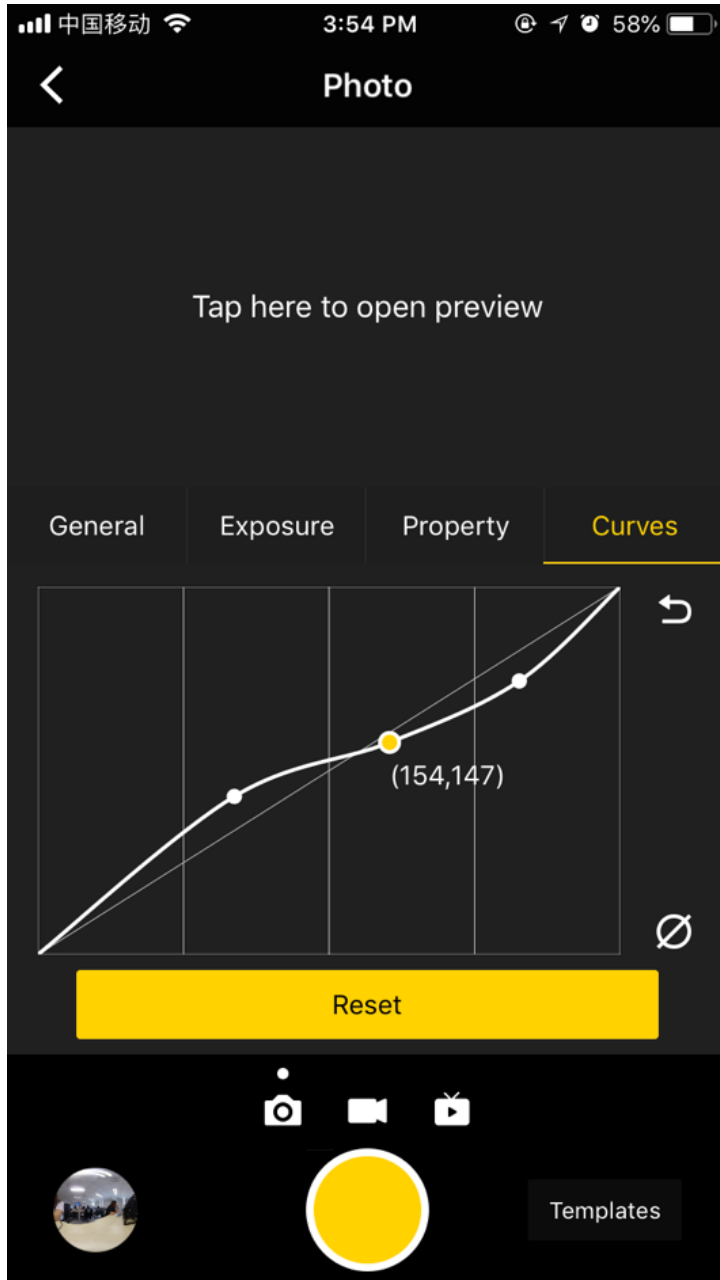 中国移动 3:54 PM 58%
Photo
Tap here to open preview
General Exposure Property Curves
(154,147)
Reset
Templates